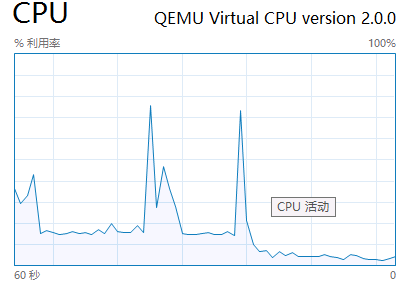 CPU
QEMU Virtual CPU version 2.0.0
% 利用率
100%
CPU 活动
60 秒
0